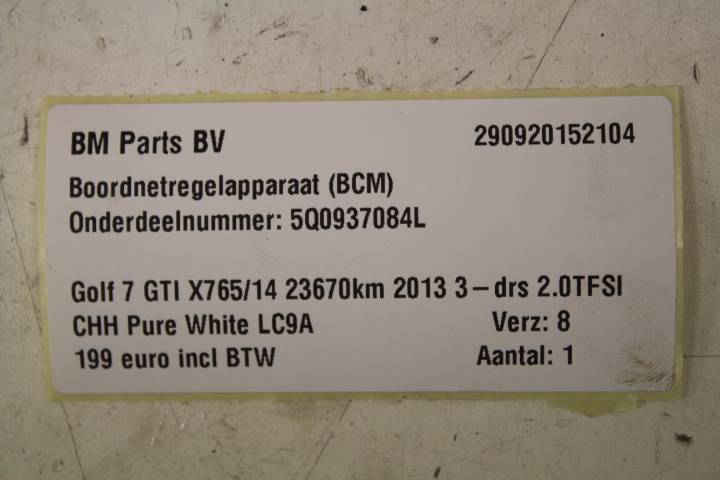 BM Parts BV 290920152104
Boordnetregelapparaat (BCM)
Onderdeelnummer: 5Q0937084L
Golf 7 GTI X765/14 23670km 2013 3-drs 2.0TFSI
CHH Pure White LC9A Verz: 8
199 euro incl BTW Aantal: 1